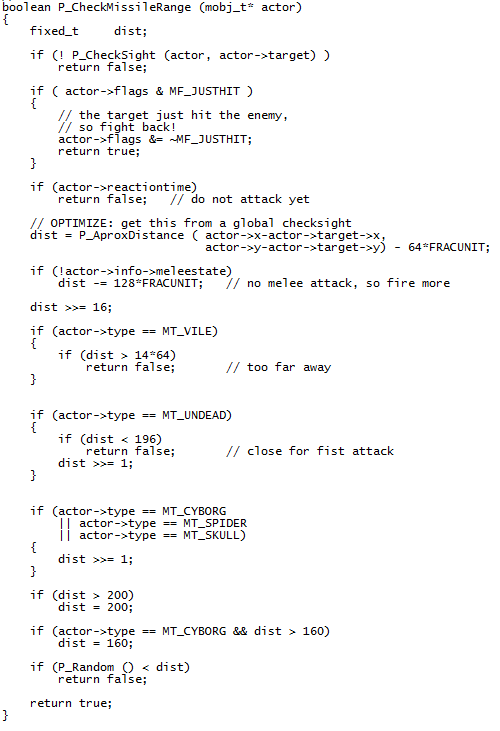 boolean P_CheckMissileRange (mobj_t* actor)
{
    fixed_t     dist;

    if (! P_CheckSight (actor, actor->target) )
        return false;

    if ( actor->flags & MF_JUSTHIT )
    {
        // the target just hit the enemy,
        // so fight back!
        actor->flags &= ~MF_JUSTHIT;
        return true;
    }

    if (actor->reactiontime)
        return false;   // do not attack yet

    // OPTIMIZE: get this from a global checksight
    dist = P_AproxDistance ( actor->x-actor->target->x,
                             actor->y-actor->target->y) - 64*FRACUNIT;

    if (!actor->info->meleestate)
        dist -= 128*FRACUNIT;   // no melee attack, so fire more

    dist >>= 16;

    if (actor->type == MT_VILE)
    {
        if (dist > 14*64)
            return false;       // too far away
    }


    if (actor->type == MT_UNDEAD)
    {
        if (dist < 196)
            return false;       // close for fist attack
        dist >>= 1;
    }


    if (actor->type == MT_CYBORG
        || actor->type == MT_SPIDER
        || actor->type == MT_SKULL)
    {
        dist >>= 1;
    }

    if (dist > 200)
        dist = 200;

    if (actor->type == MT_CYBORG && dist > 160)
        dist = 160;

    if (P_Random () < dist)
        return false;

    return true;
}